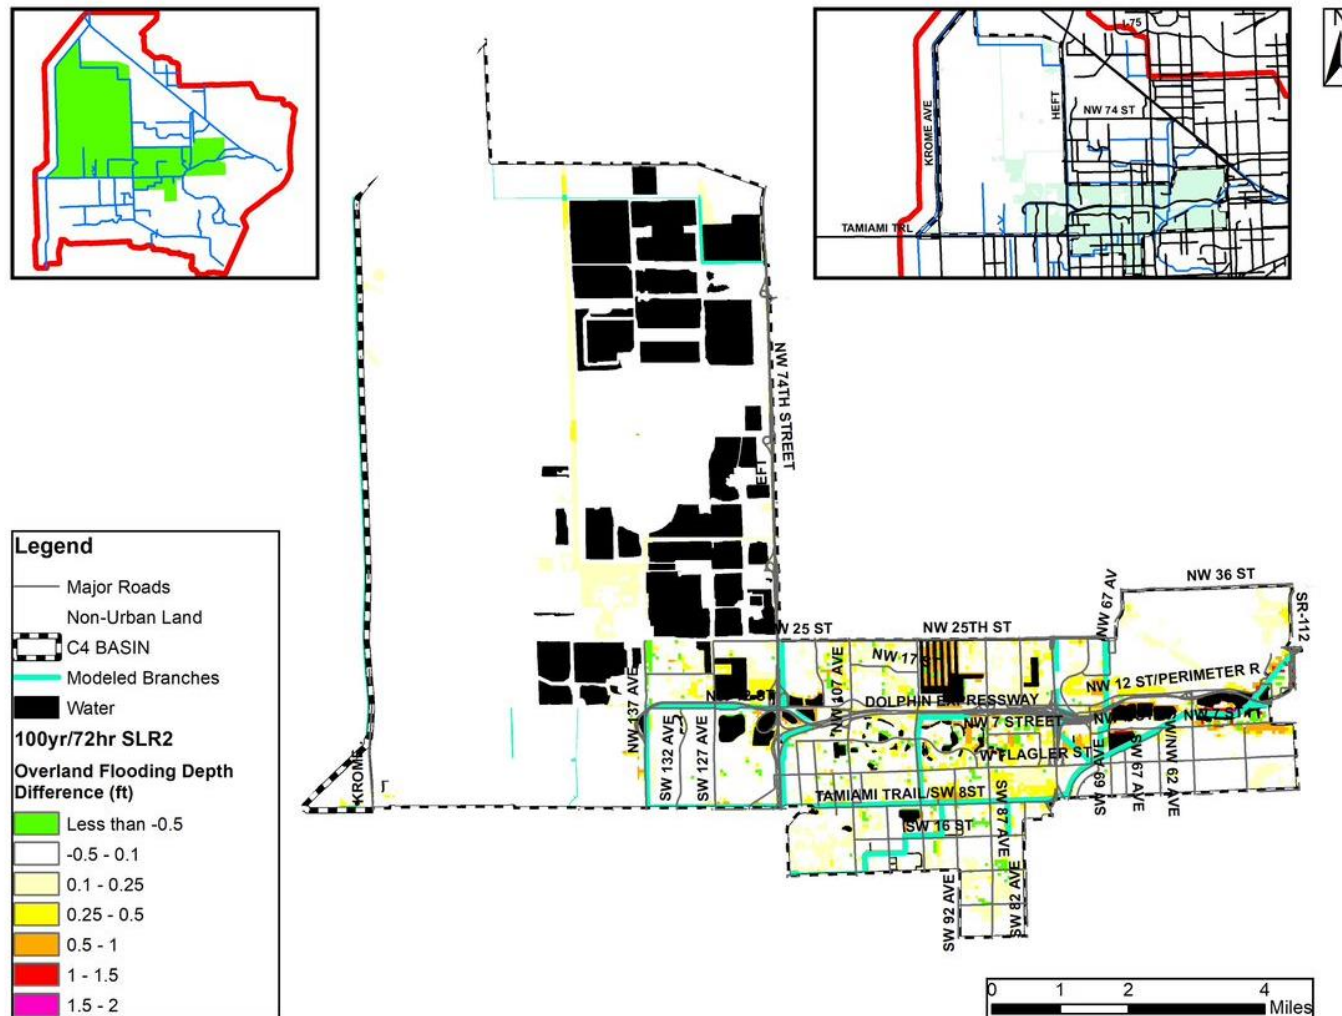 I-75
NW 74 ST
HEFT
KROME AVE
TAMIAMI TRL
N
NW 74TH STREET
Legend
Major Roads
Non-Urban Land
C4 BASIN
Modeled Branches
Water
100yr/72hr SLR2
Overland Flooding Depth
Difference (ft)
Less than -0.5
-0.5 - 0.1
0.1 - 0.25
0.25 - 0.5
0.5 - 1
1 - 1.5
1.5 - 2
KROME
NW 36 ST
NW 67 AV
SR-112
25 ST
NW 25TH ST
NW 17 ST
NW 107 AVE
NW 137 AVE
NW 12 ST/PERIMETER R
DOLPHIN EXPRESSWAY
NW 7 STREET
NW 7 ST
W FLAGLER ST
SW 132 AVE
SW 127 AVE
SW 69 AVE
SW 67 AVE
SW/NW 62 AVE
TAMIAMI TRAIL/SW 8ST
SW 87 AVE
SW 16 ST
SW 92 AVE
SW 82 AVE
0 1 2 4
Miles